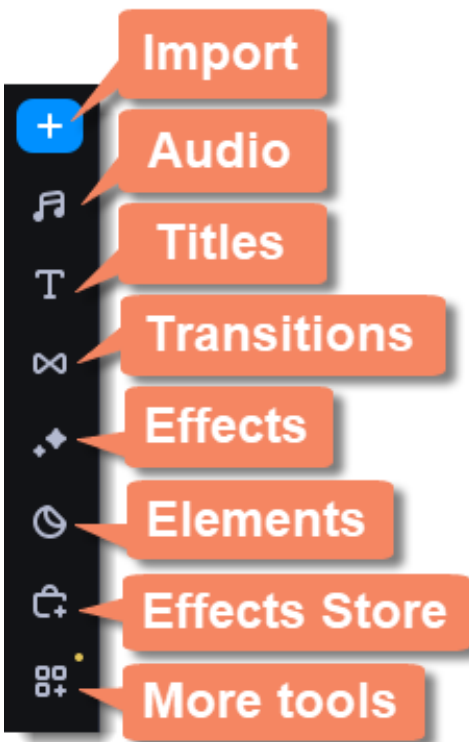 Import
Audio
Titles
Transitions
Effects
Elements
Effects Store
More tools